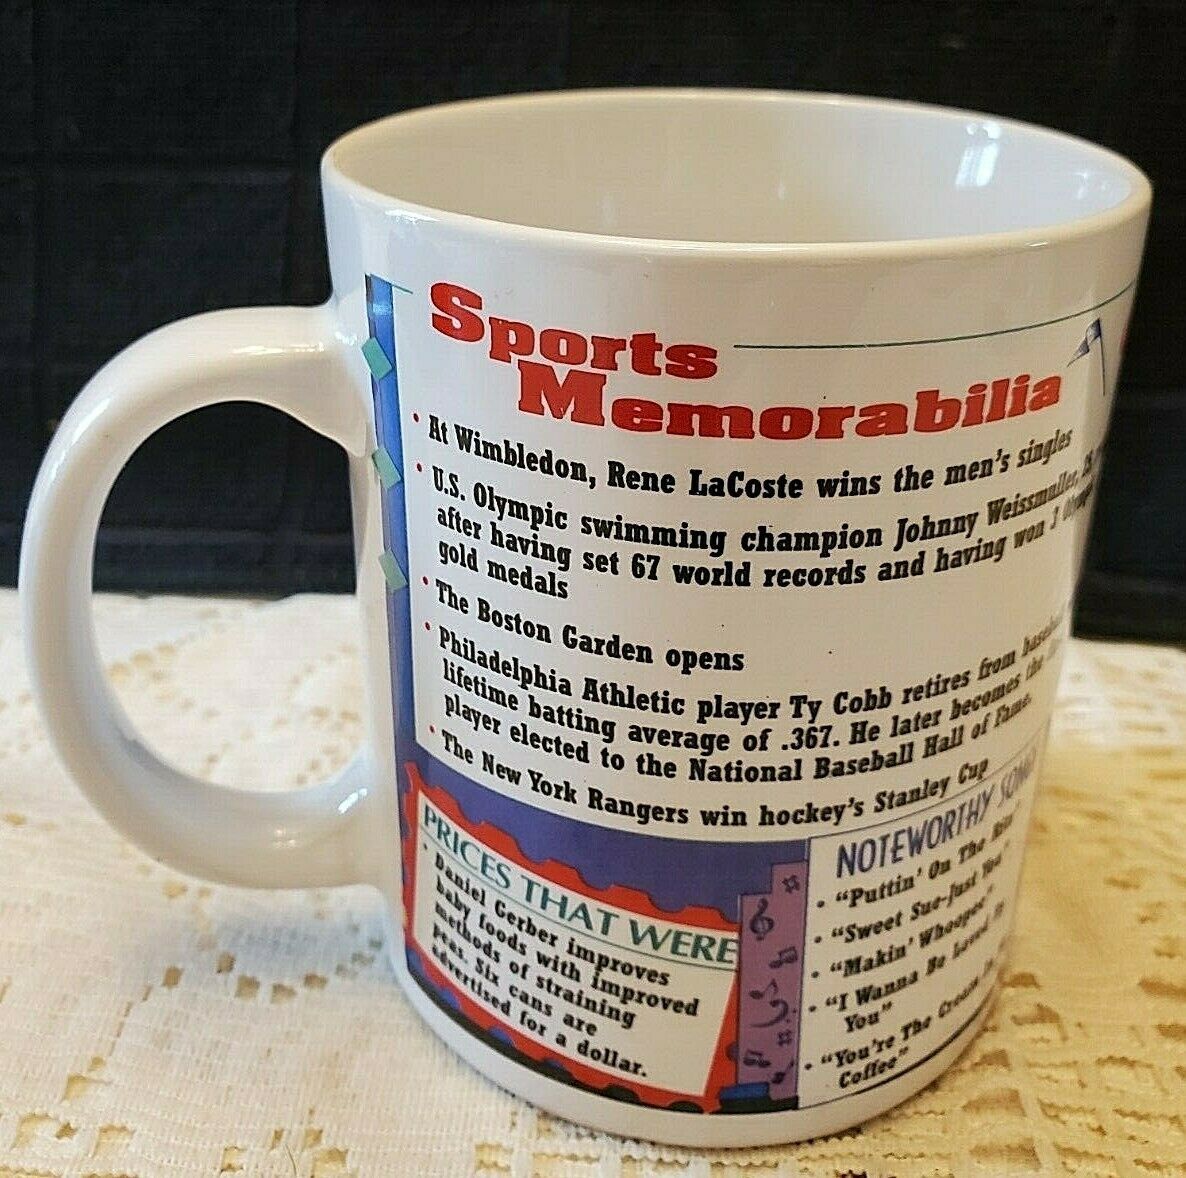 Sports
Memorabilia
• At Wimbledon, Rene LaCoste wins the men's singles
• U.S. Olympic swimming champion Johnny Weissmuller,
after having set 67 world records and having won 3
gold medals
• The Boston Garden opens
• Philadelphia Athletic player Ty Cobb retires from
lifetime batting average of .367. He later becomes the
player elected to the National Baseball Hall of Fame.
• The New York Rangers win hockey's Stanley Cup
PRICES THAT WERE
• Daniel Gerber improves
baby foods with improved
methods of straining
peas. Six cans are
advertised for a dollar.
NOTEWORTHY
• "Puttin' On The
• "Sweet Sue-Just You"
• "Makin' Whoopee"
• "I Wanna Be Loved
You"
• "You're The Cream
Coffee"